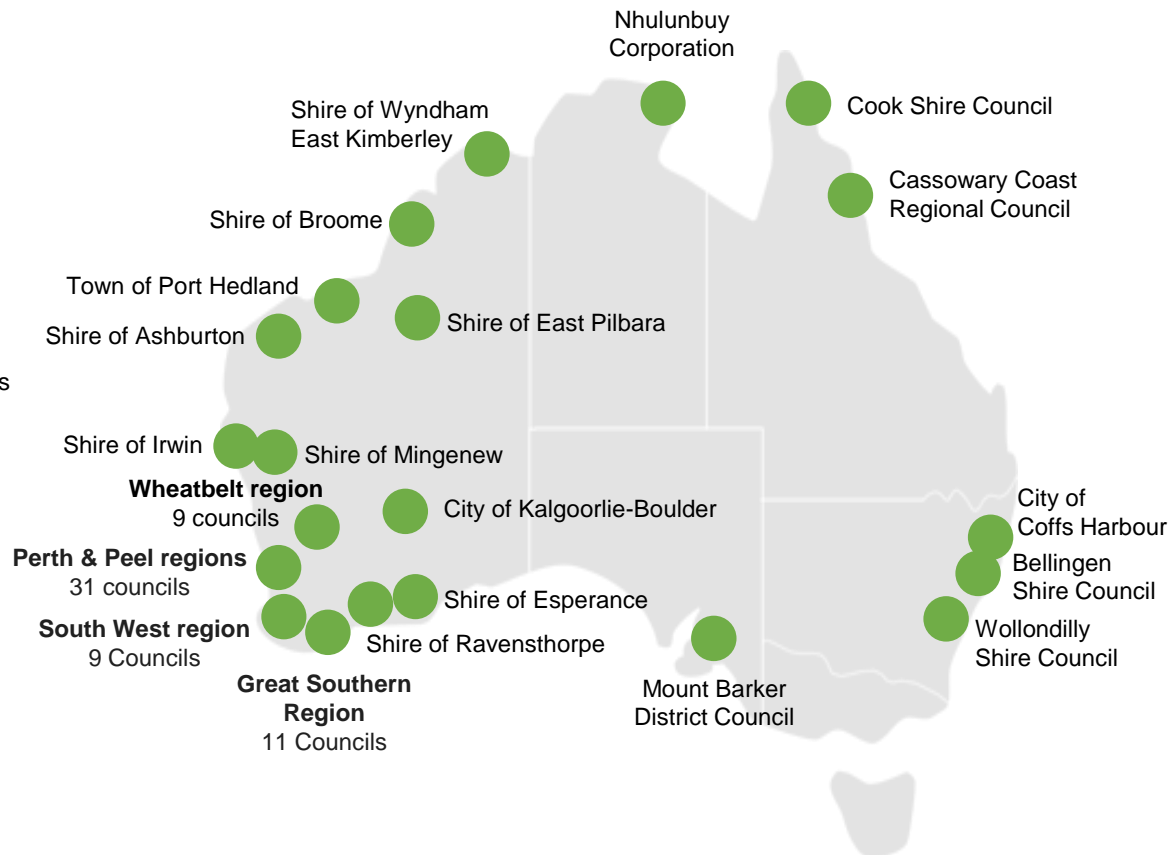 Nhulunbuy
Corporation
Shire of Wyndham
East Kimberley
Cook Shire Council
Cassowary Coast
Regional Council
Shire of Broome
Town of Port Hedland
Shire of East Pilbara
Shire of Ashburton
s
Shire of Irwin
Shire of Mingenew
Wheatbelt region
9 councils
City of Kalgoorlie-Boulder
City of
Coffs Harbour
Perth & Peel regions
31 councils
Bellingen
Shire Council
Shire of Esperance
South West region
9 Councils
Shire of Ravensthorpe
Wollondilly
Shire Council
Great Southern
Region
11 Councils
Mount Barker
District Council